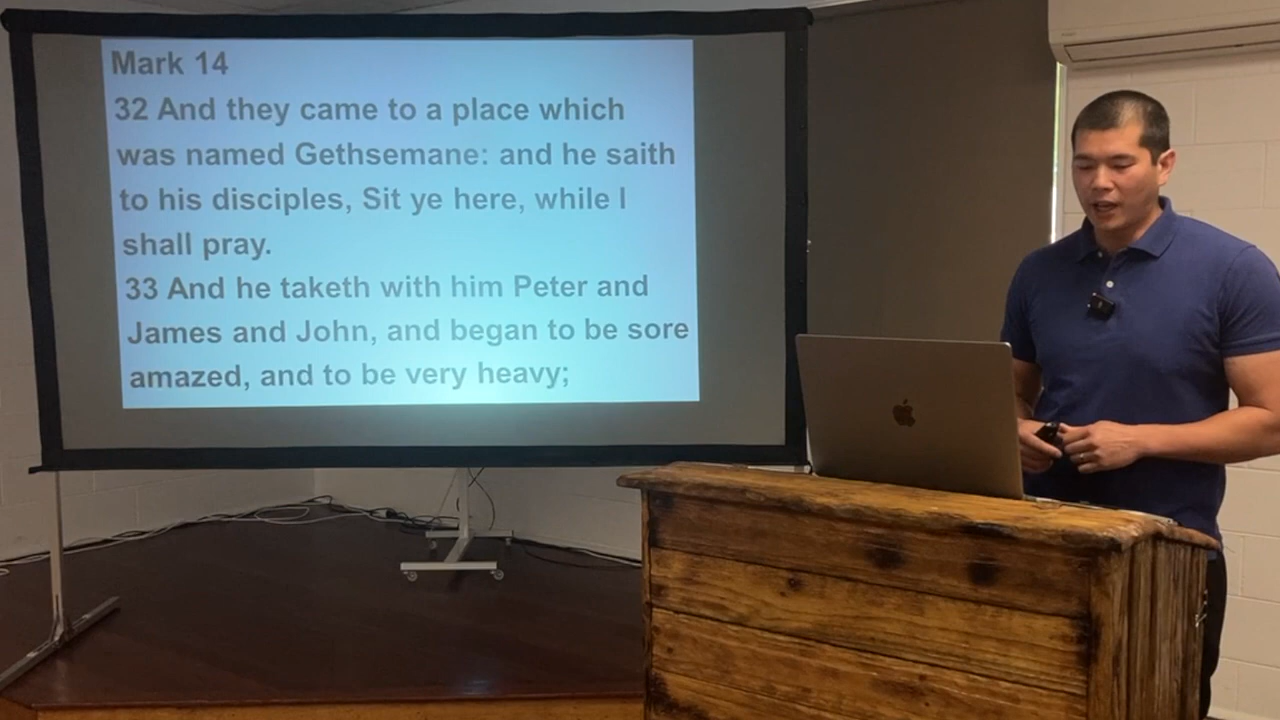 Mark 14
32 And they came to a place which
was named Gethsemane: and he saith
to his disciples, Sit ye here, while I
shall pray.
33 And he taketh with him Peter and
James and John, and began to be sore
amazed, and to be very heavy;